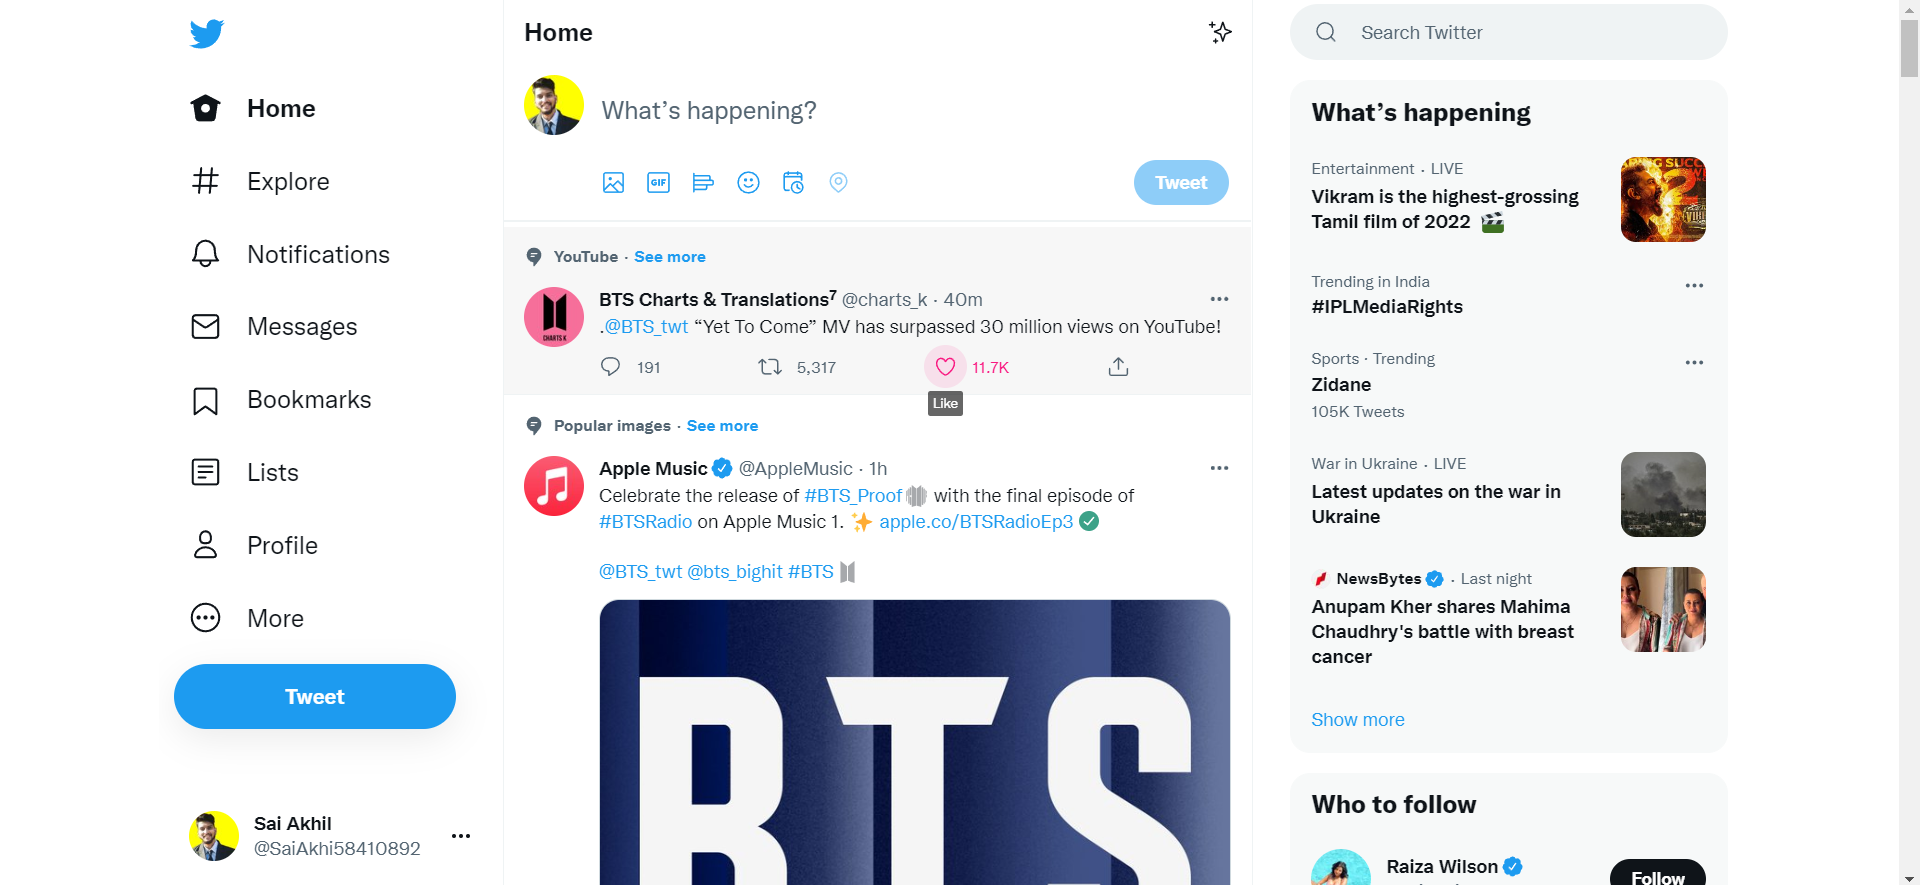 Home
Explore
Notifications
Messages
Bookmarks
Lists
Profile
More
Tweet
Sai Akhil
@SaiAkhi58410892
Home
What's happening?
GIF
Tweet
YouTube · See more
BTS Charts & Translations⁷ @charts_k · 40m
.@BTS_twt “Yet To Come” MV has surpassed 30 million views on YouTube!
CHARTS K
191
5,317
11.7K
Like
Popular images · See more
Apple Music @AppleMusic · 1h
Celebrate the release of #BTS_Proof with the final episode of
#BTSRadio on Apple Music 1. ✨ apple.co/BTSRadioEp3
@BTS_twt @bts_bighit #BTS
BTS
Search Twitter
What’s happening
Entertainment · LIVE
Vikram is the highest-grossing
Tamil film of 2022 🎬
Trending in India
#IPLMediaRights
Sports · Trending
Zidane
105K Tweets
War in Ukraine · LIVE
Latest updates on the war in
Ukraine
NewsBytes · Last night
Anupam Kher shares Mahima
Chaudhry's battle with breast
cancer
Show more
Who to follow
Raiza Wilson
Follow